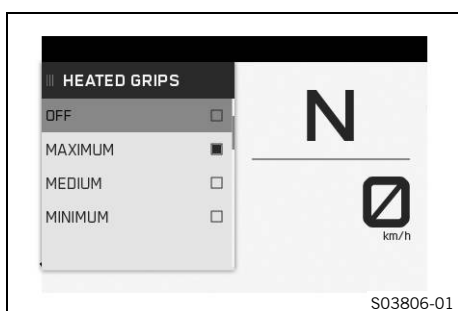 HEATED GRIPS
OFF
MAXIMUM
MEDIUM
MINIMUM
N
0
km/h
S03806-01